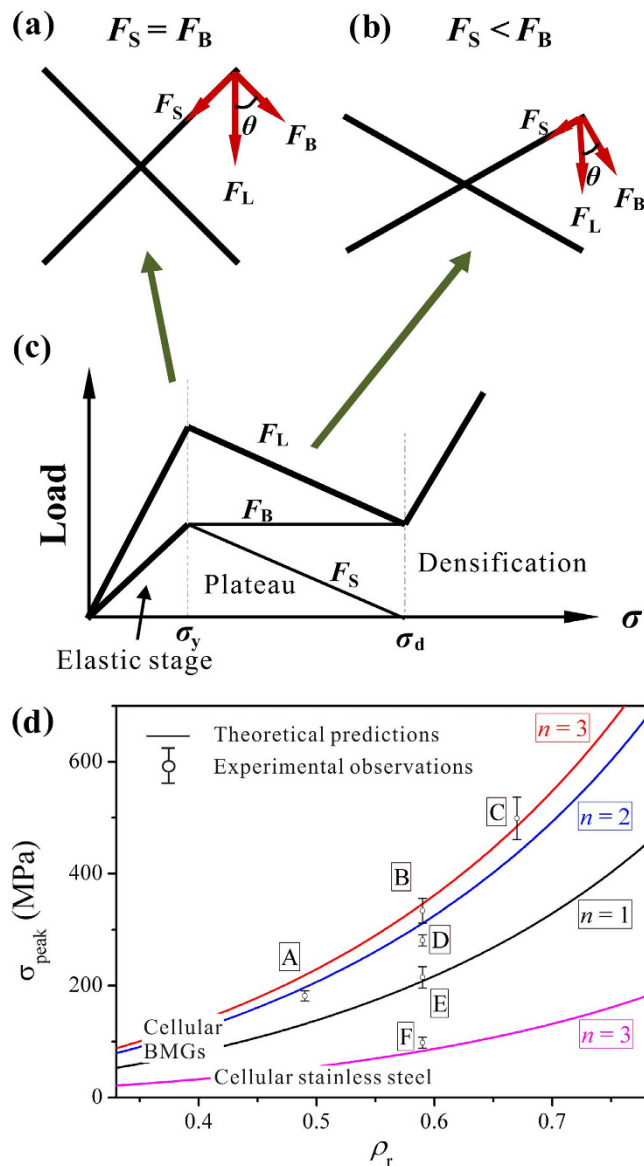 (a) F_S = F_B
(b) F_S < F_B
F_S
θ
F_B
F_L
F_S
θ
F_B
F_L
(c)
Load
F_L
F_B
F_S
Plateau
Densification
Elastic stage
σ_y
σ_d
σ
(d)
Theoretical predictions
Experimental observations
n = 3
n = 2
n = 1
n = 3
A
B
C
D
E
F
Cellular
BMGs
Cellular stainless steel
σ_peak (MPa)
600
400
200
0
0.4
0.5
0.6
0.7
ρ_r